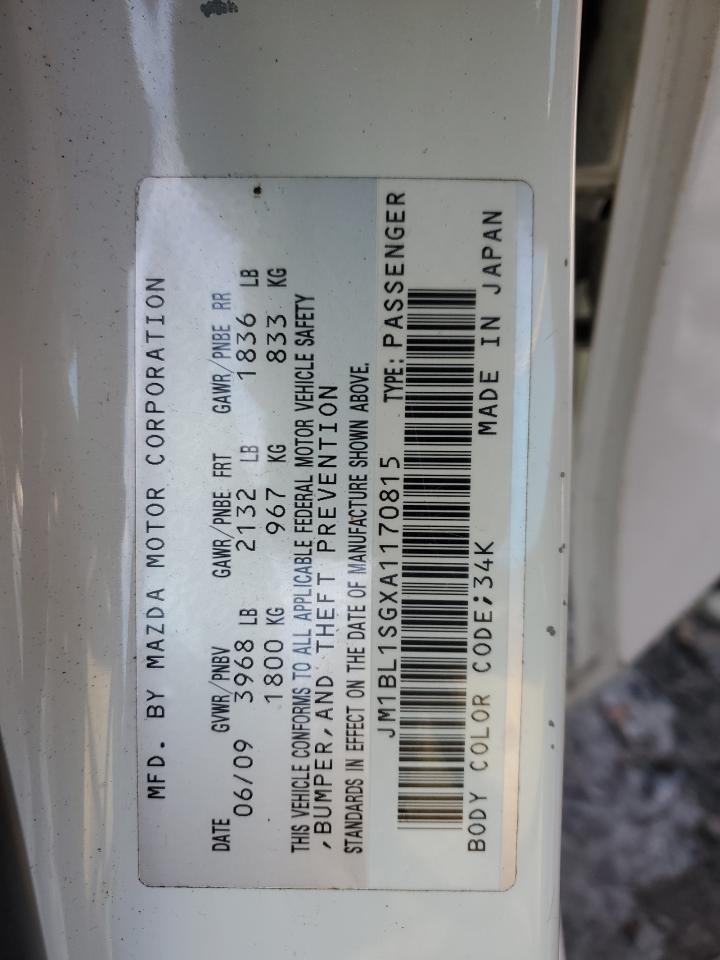 MFD. BY MAZDA MOTOR CORPORATION
DATE GVWR/PNBV GAWR/PNBE FRT GAWR/PNBE RR
06/09 3968 LB 2132 LB 1836 LB
1800 KG 967 KG 833 KG
THIS VEHICLE CONFORMS TO ALL APPLICABLE FEDERAL MOTOR VEHICLE SAFETY
,BUMPER,AND THEFT PREVENTION
STANDARDS IN EFFECT ON THE DATE OF MANUFACTURE SHOWN ABOVE.
JM1BL1SGXA1170815 TYPE: PASSENGER
BODY COLOR CODE;34K MADE IN JAPAN